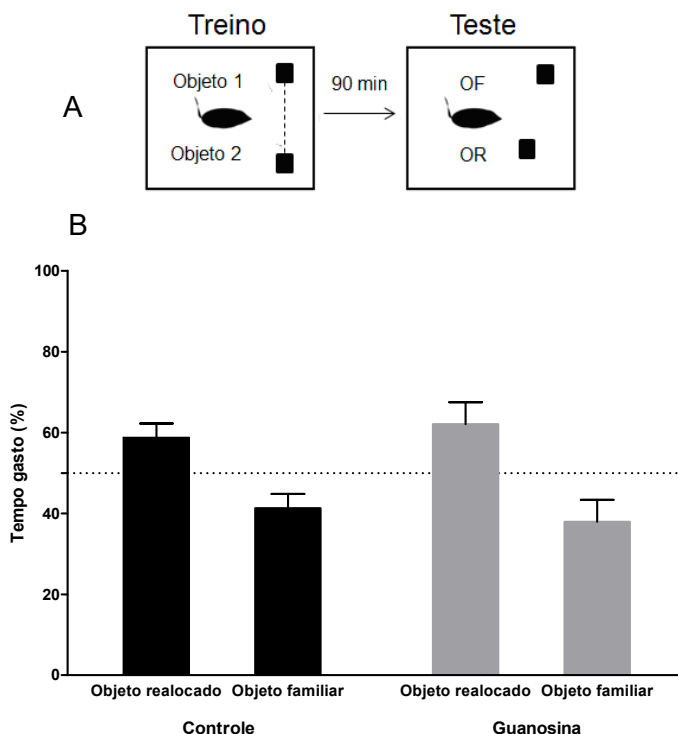 Treino
Teste
A
Objeto 1
Objeto 2
90 min
OF
OR
B
Tempo gasto (%)
100
80
60
40
20
0
Objeto realocado Objeto familiar Objeto realocado Objeto familiar
Controle Guanosina